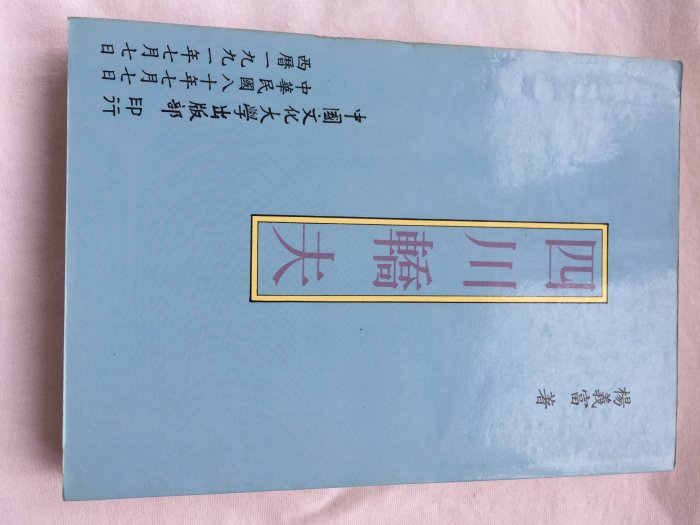 楊義富 著
四川轎夫
中國文化大學出版部 印行
中華民國八十年七月七日
西曆一九九一年七月七日